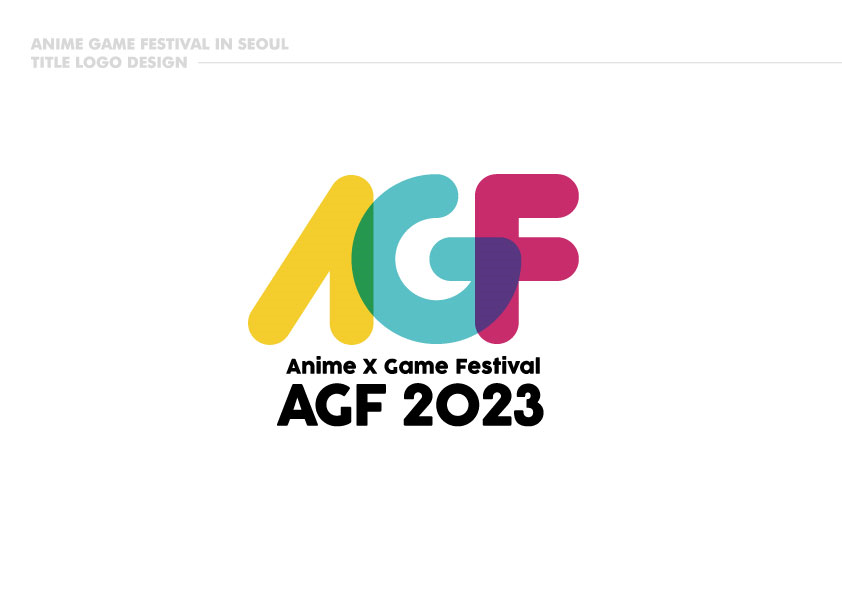 ANIME GAME FESTIVAL IN SEOUL
TITLE LOGO DESIGN
AGF
Anime X Game Festival
AGF 2023